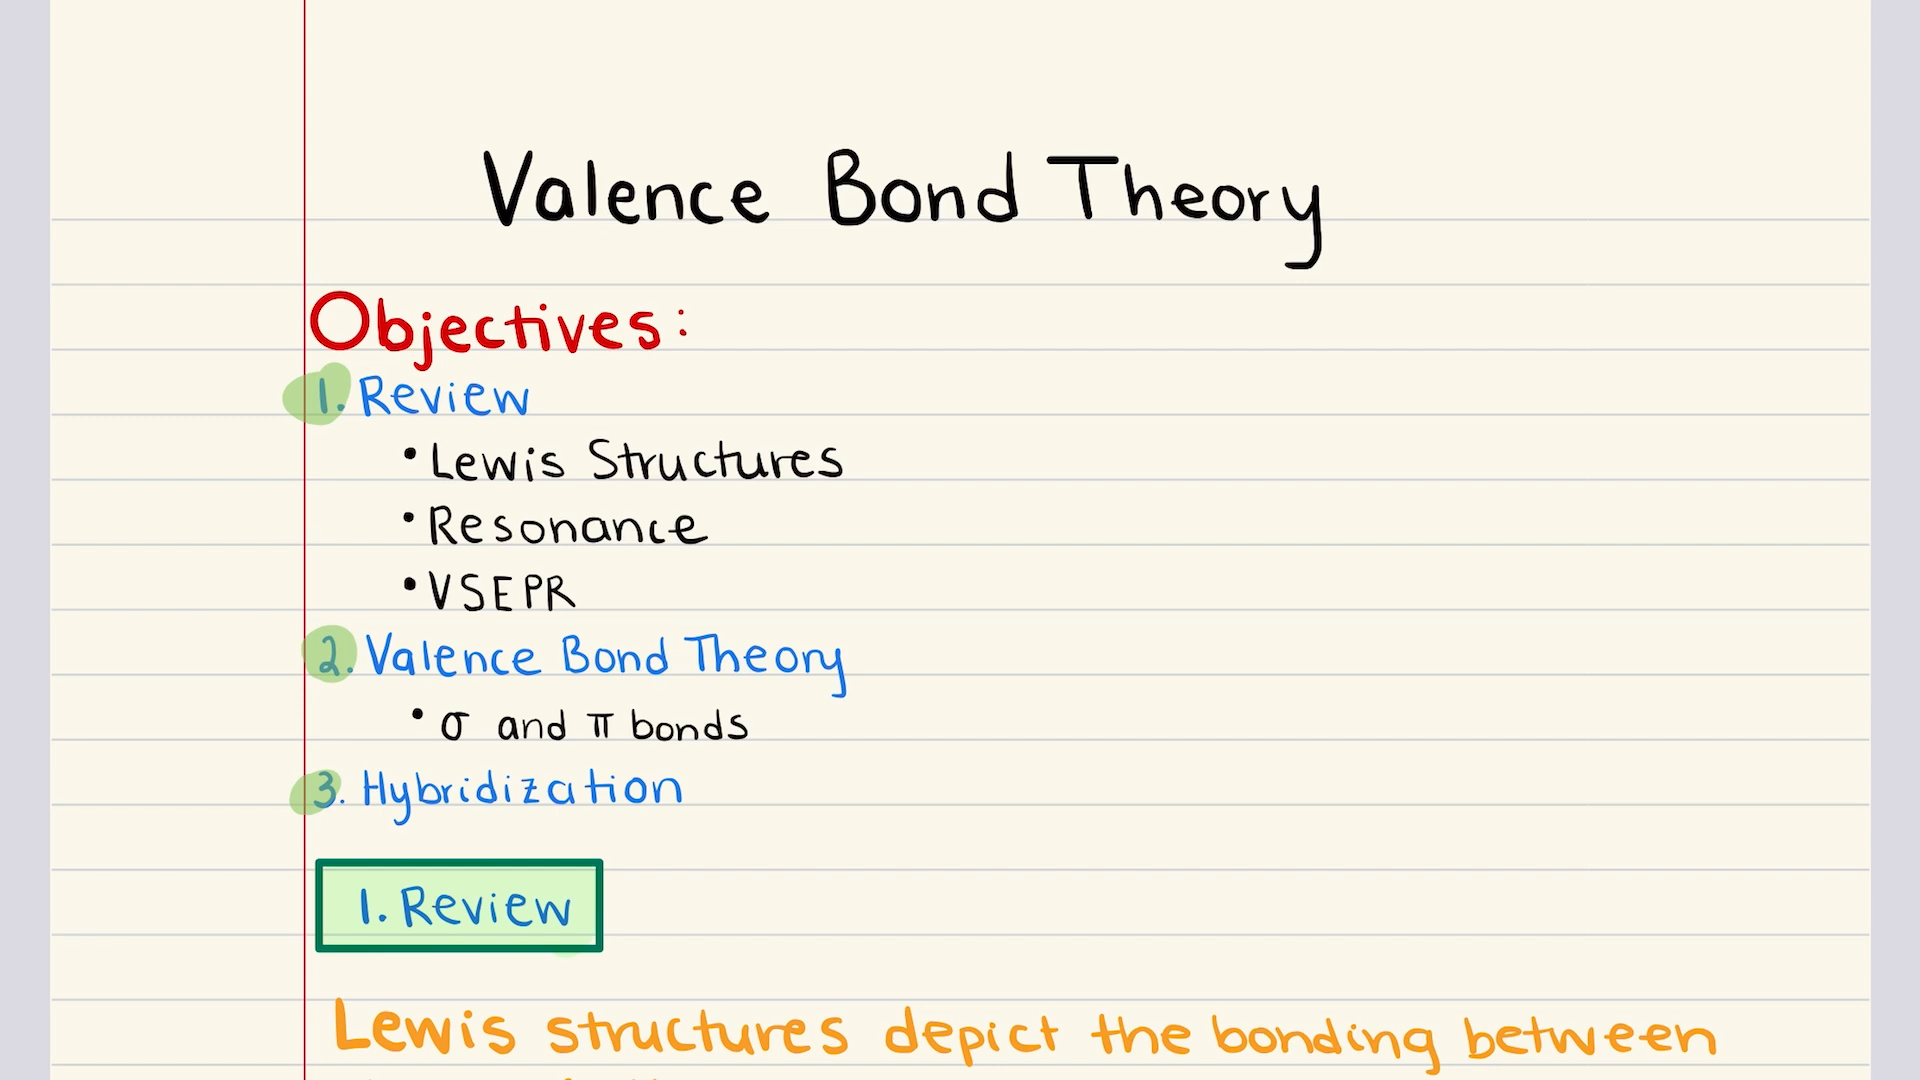 Valence Bond Theory
Objectives:
1. Review
• Lewis Structures
• Resonance
• VSEPR
2. Valence Bond Theory
• σ and π bonds
3. Hybridization
1. Review
Lewis structures depict the bonding between